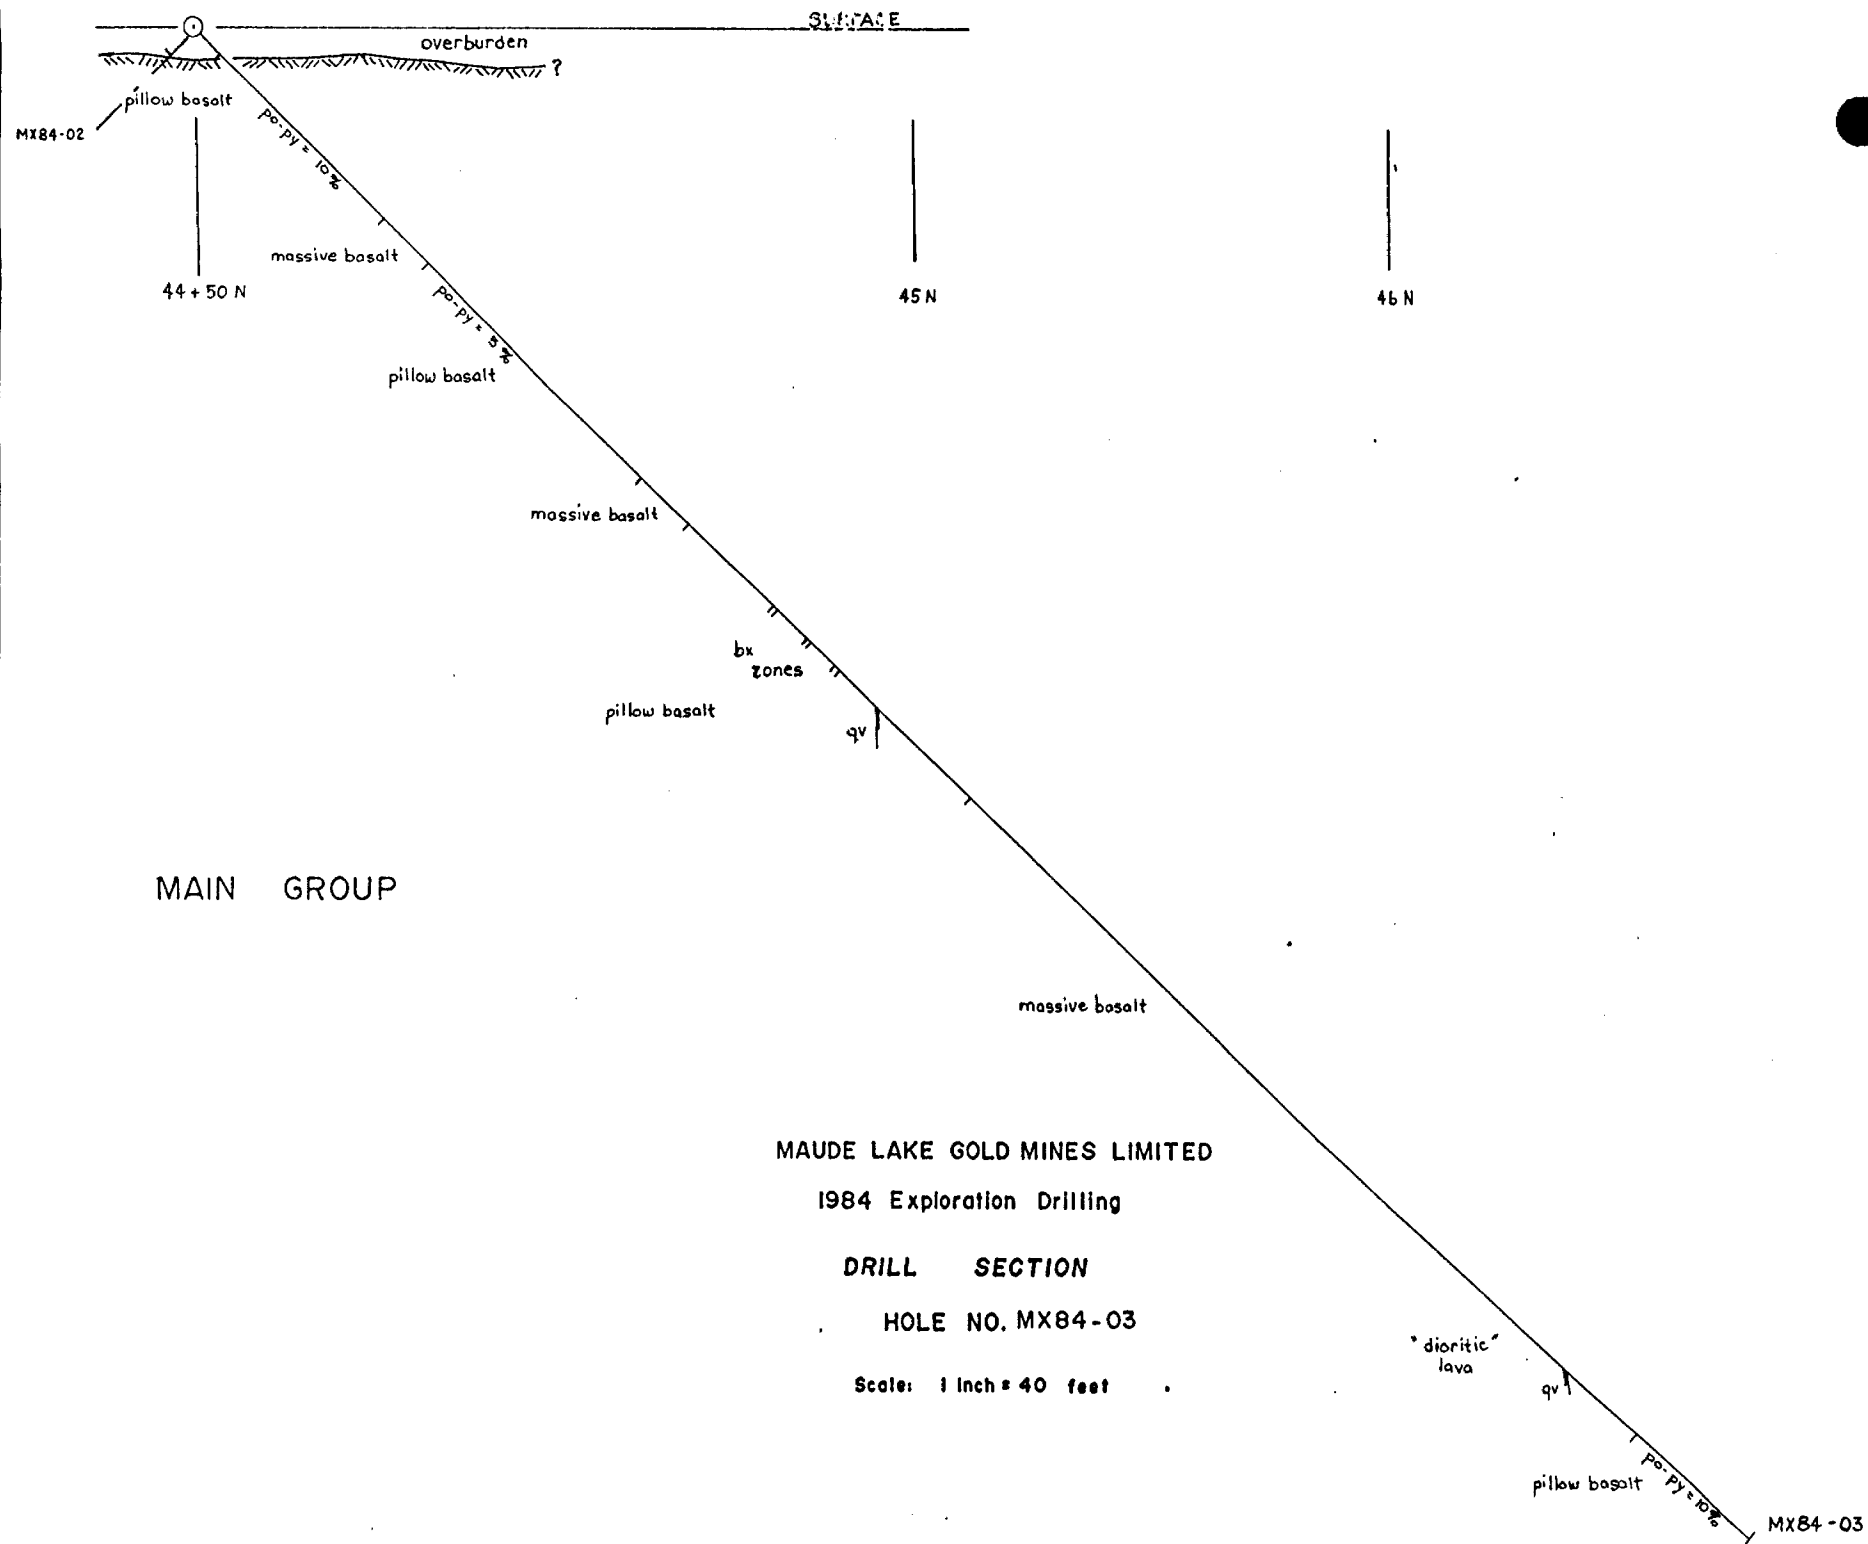 SURFACE
overburden
?
pillow basalt
MX84-02
po-py = 10%
massive basalt
44 + 50 N
45 N
46 N
po-py = 5%
pillow basalt
massive basalt
bx
zones
pillow basalt
qv
MAIN GROUP
massive basalt
MAUDE LAKE GOLD MINES LIMITED
1984 Exploration Drilling
DRILL SECTION
HOLE NO. MX84-03
Scale: 1 inch = 40 feet
"dioritic"
lava
qv
pillow basalt
po-py = 10%
MX84-03